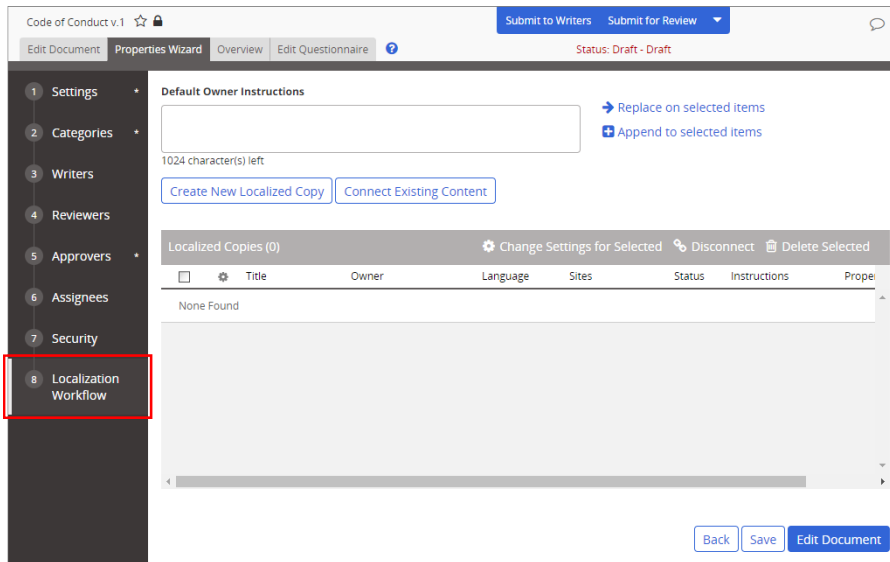 Code of Conduct v.1
Submit to Writers Submit for Review
Edit Document Properties Wizard Overview Edit Questionnaire ?
Status: Draft - Draft
1 Settings *
2 Categories *
3 Writers
4 Reviewers
5 Approvers *
6 Assignees
7 Security
8 Localization
Workflow
Default Owner Instructions
Replace on selected items
Append to selected items
1024 character(s) left
Create New Localized Copy Connect Existing Content
Localized Copies (0) Change Settings for Selected Disconnect Delete Selected
Title Owner Language Sites Status Instructions Proper
None Found
Back Save Edit Document